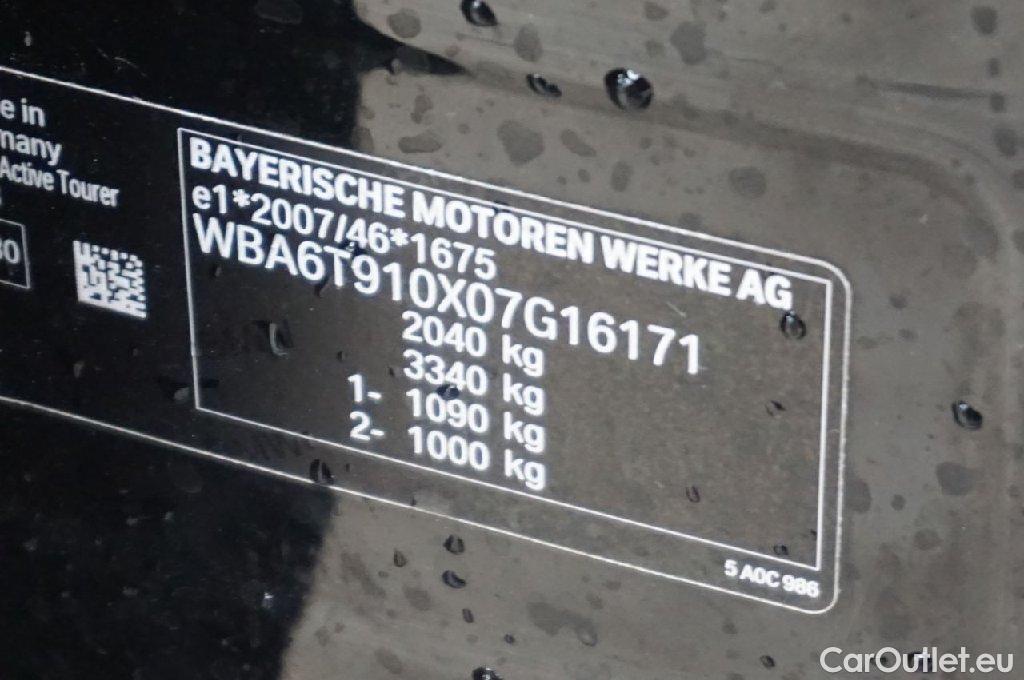 e in
many
Active Tourer
BAYERISCHE MOTOREN WERKE AG
e1*2007/46*1675
WBA6T910X07G16171
2040 kg
3340 kg
1- 1090 kg
2- 1000 kg
5 A0C 986
CarOutlet.eu